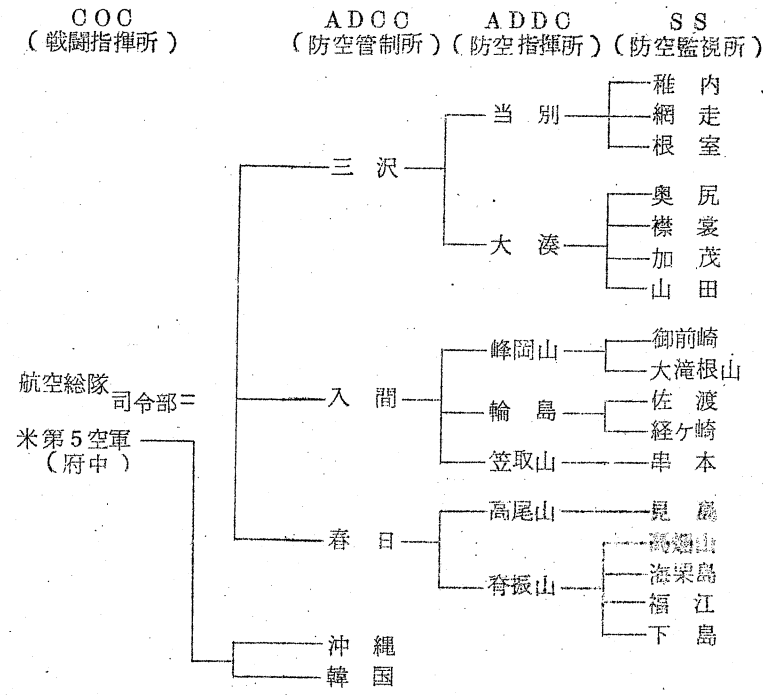 COC ADCC ADDC SS
(戦闘指揮所) (防空管制所) (防空指揮所) (防空監視所)
稚内
当別 網走
根室
三沢
奥尻
大湊 襟裳
加茂
山田
御前崎
峰岡山
大滝根山
航空総隊
司令部= 入間 輪島 佐渡
経ケ崎
米第5空軍
(府中) 笠取山 串本
高尾山 見島
春日 高畑山
脊振山 海栗島
福江
下島
沖縄
韓国